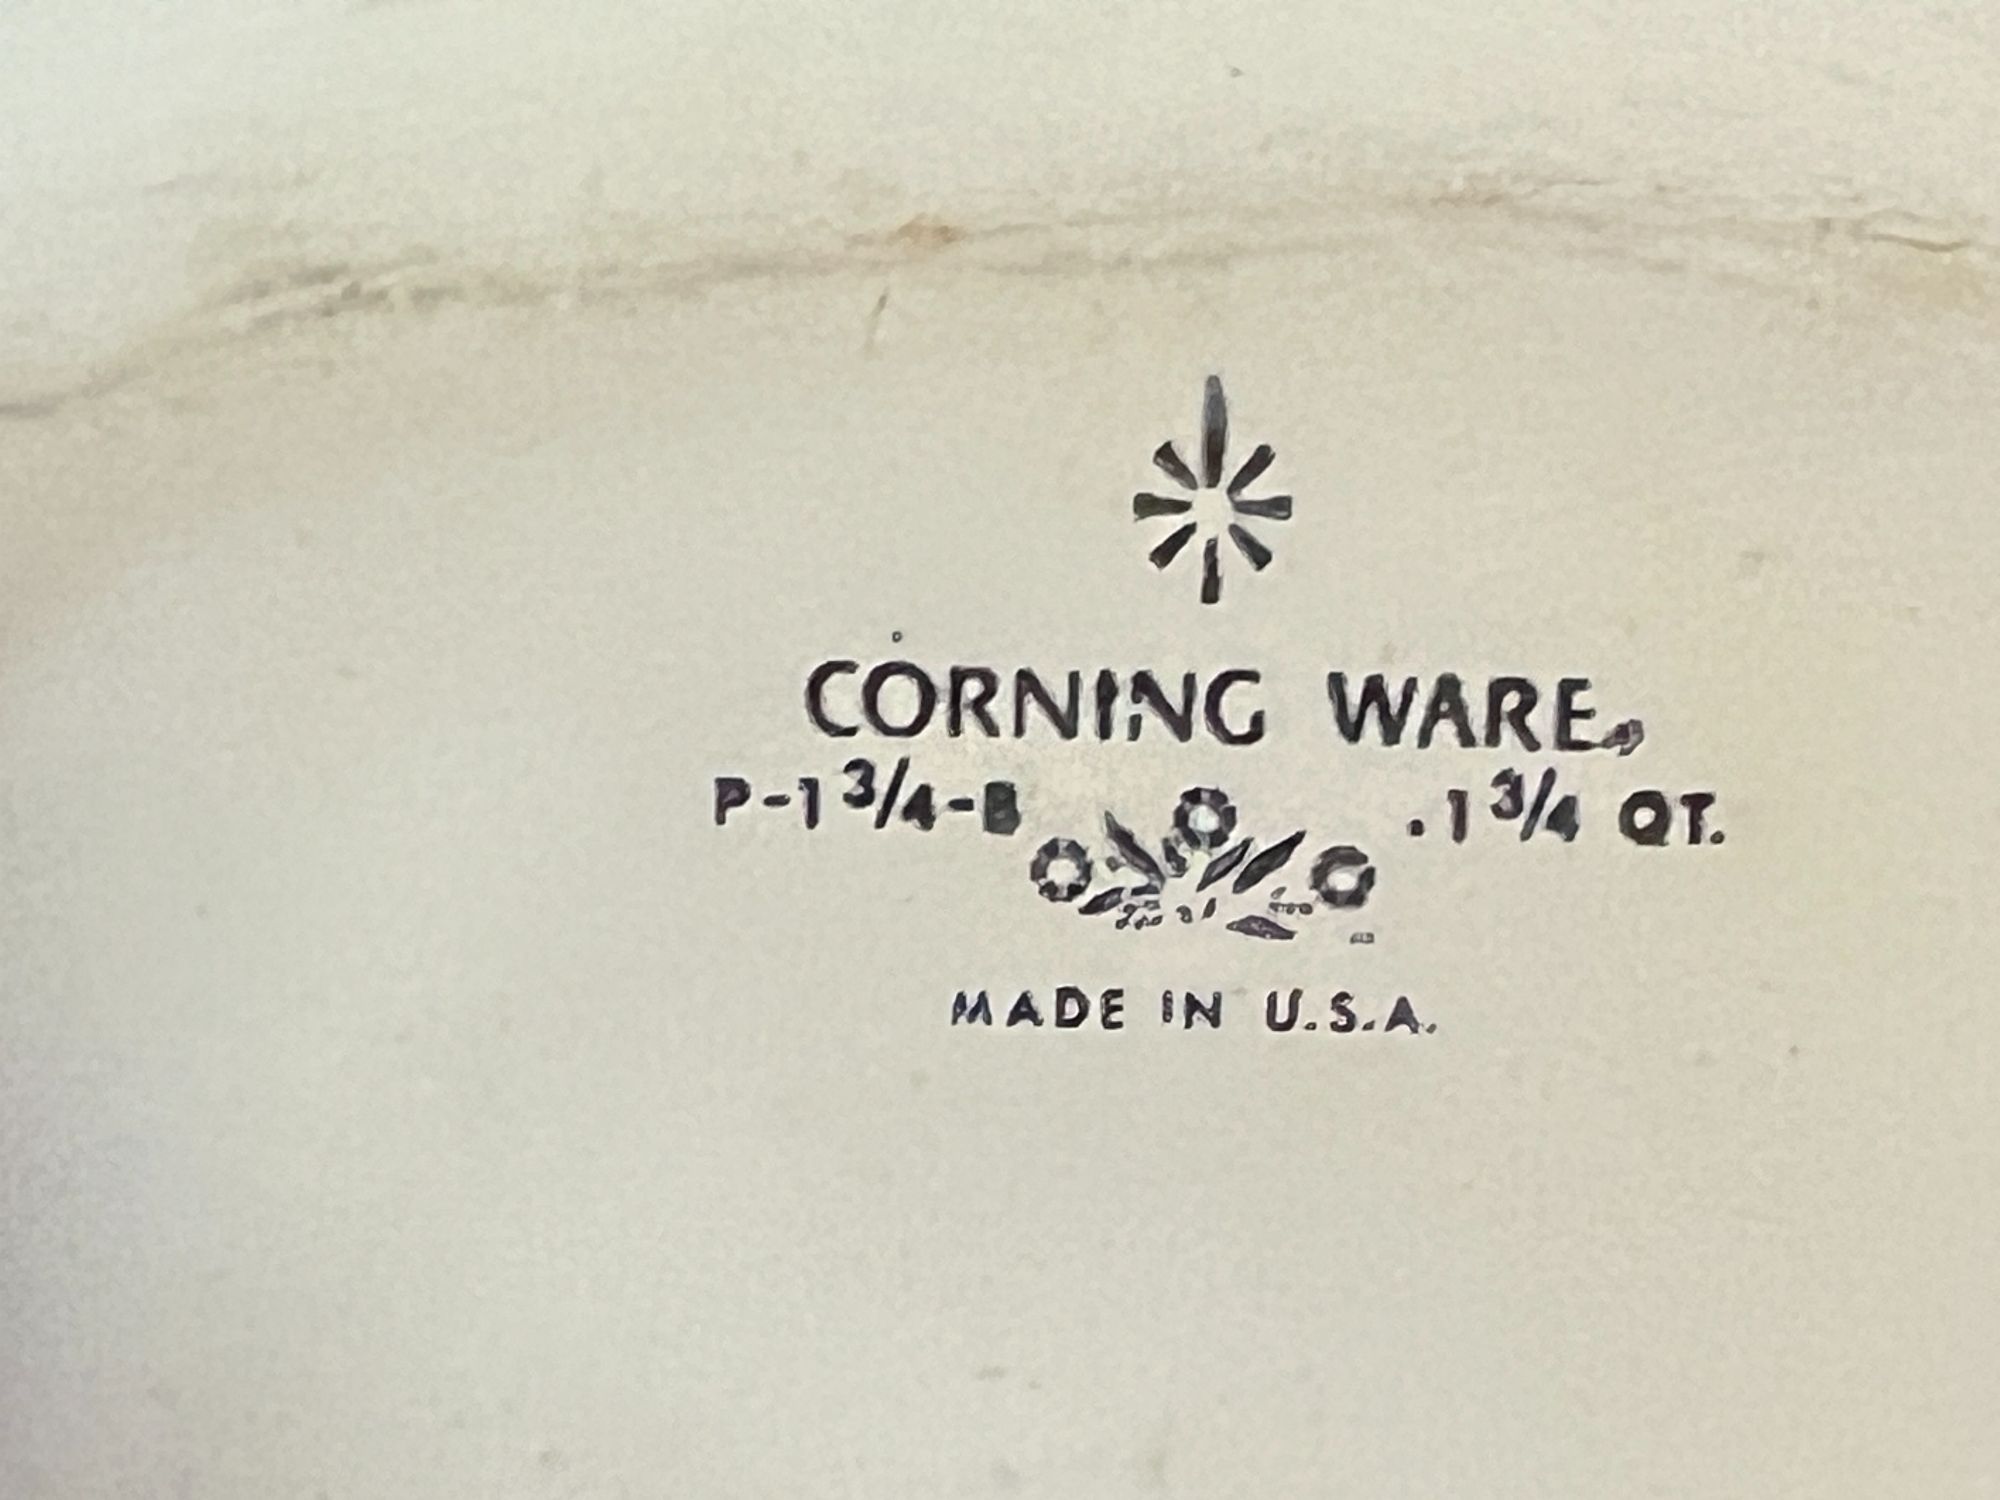 CORNING WARE®
P-1 3/4-B . 1 3/4 QT.
MADE IN U.S.A.